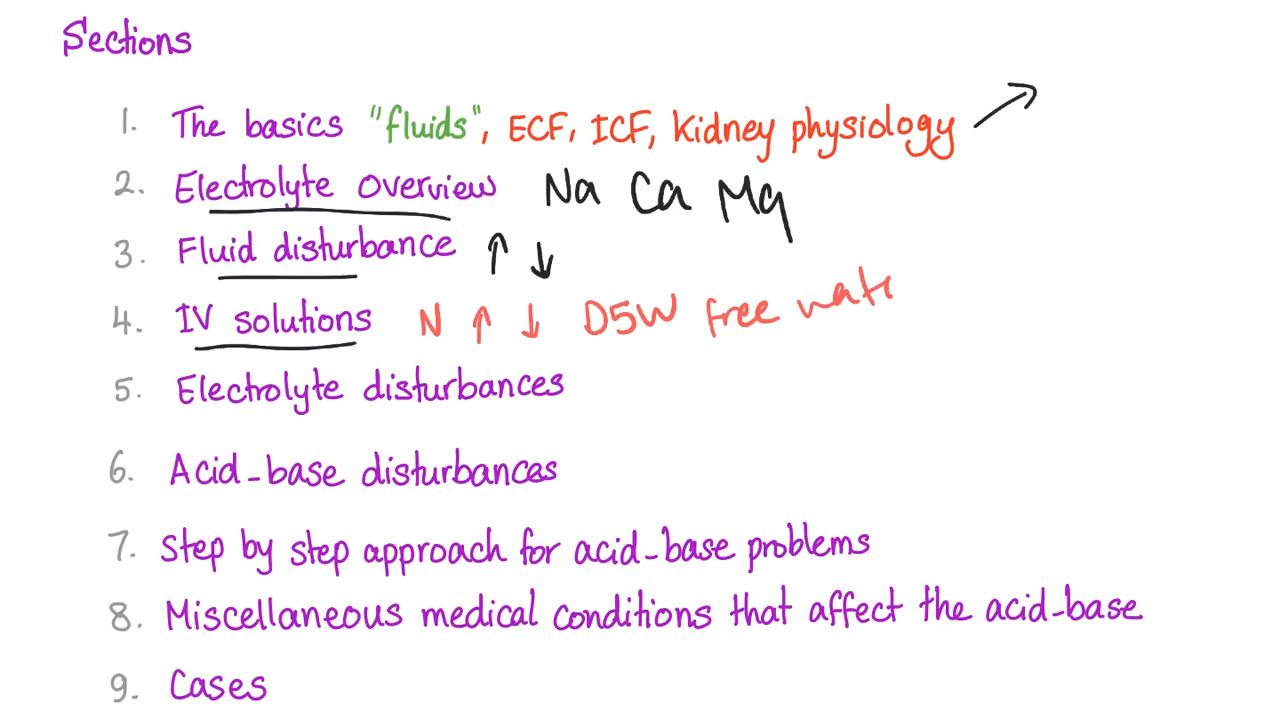 Sections
1. The basics "fluids", ECF, ICF, Kidney physiology ↗
2. Electrolyte overview Na Ca Mg
3. Fluid disturbance ↑ ↓
4. IV solutions N ↑ ↓ D5W free wate
5. Electrolyte disturbances
6. Acid-base disturbances
7. Step by step approach for acid-base problems
8. Miscellaneous medical conditions that affect the acid-base
9. Cases